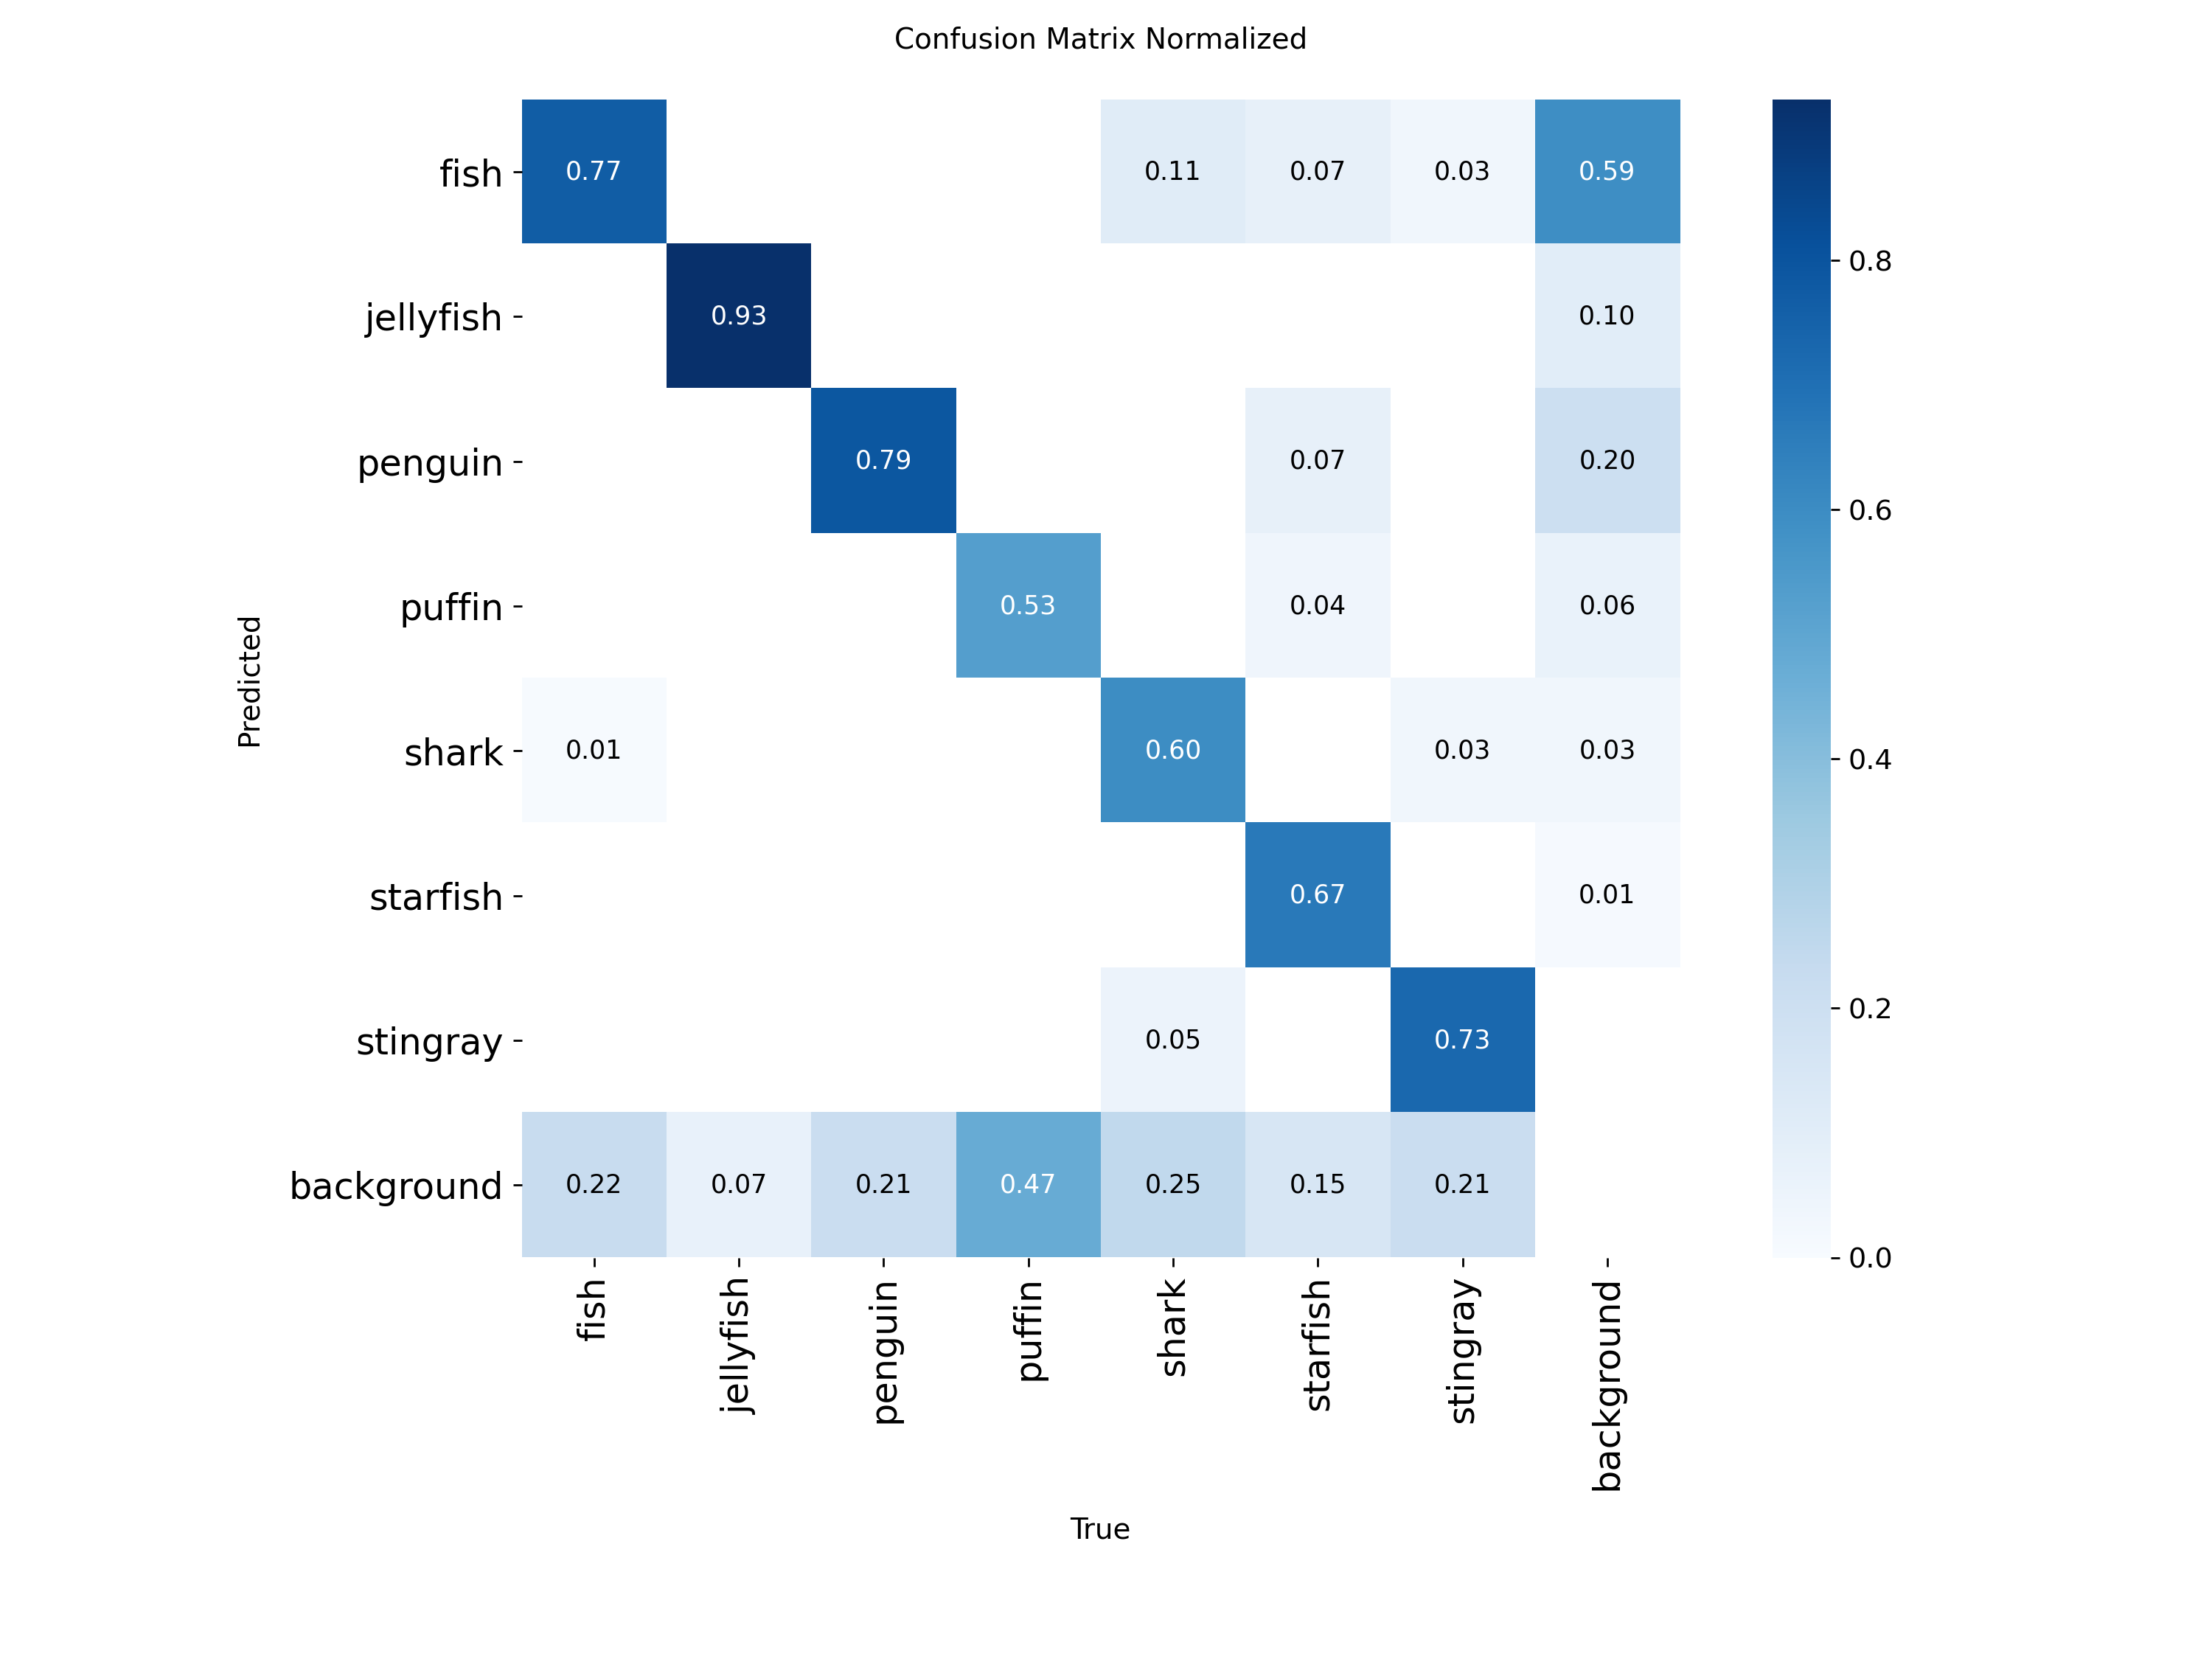 Confusion Matrix Normalized
fish 0.77 0.11 0.07 0.03 0.59
jellyfish 0.93 0.10
penguin 0.79 0.07 0.20
puffin 0.53 0.04 0.06
shark 0.01 0.60 0.03 0.03
starfish 0.67 0.01
stingray 0.05 0.73
background 0.22 0.07 0.21 0.47 0.25 0.15 0.21
fish jellyfish penguin puffin shark starfish stingray background
Predicted
True
0.8
0.6
0.4
0.2
0.0